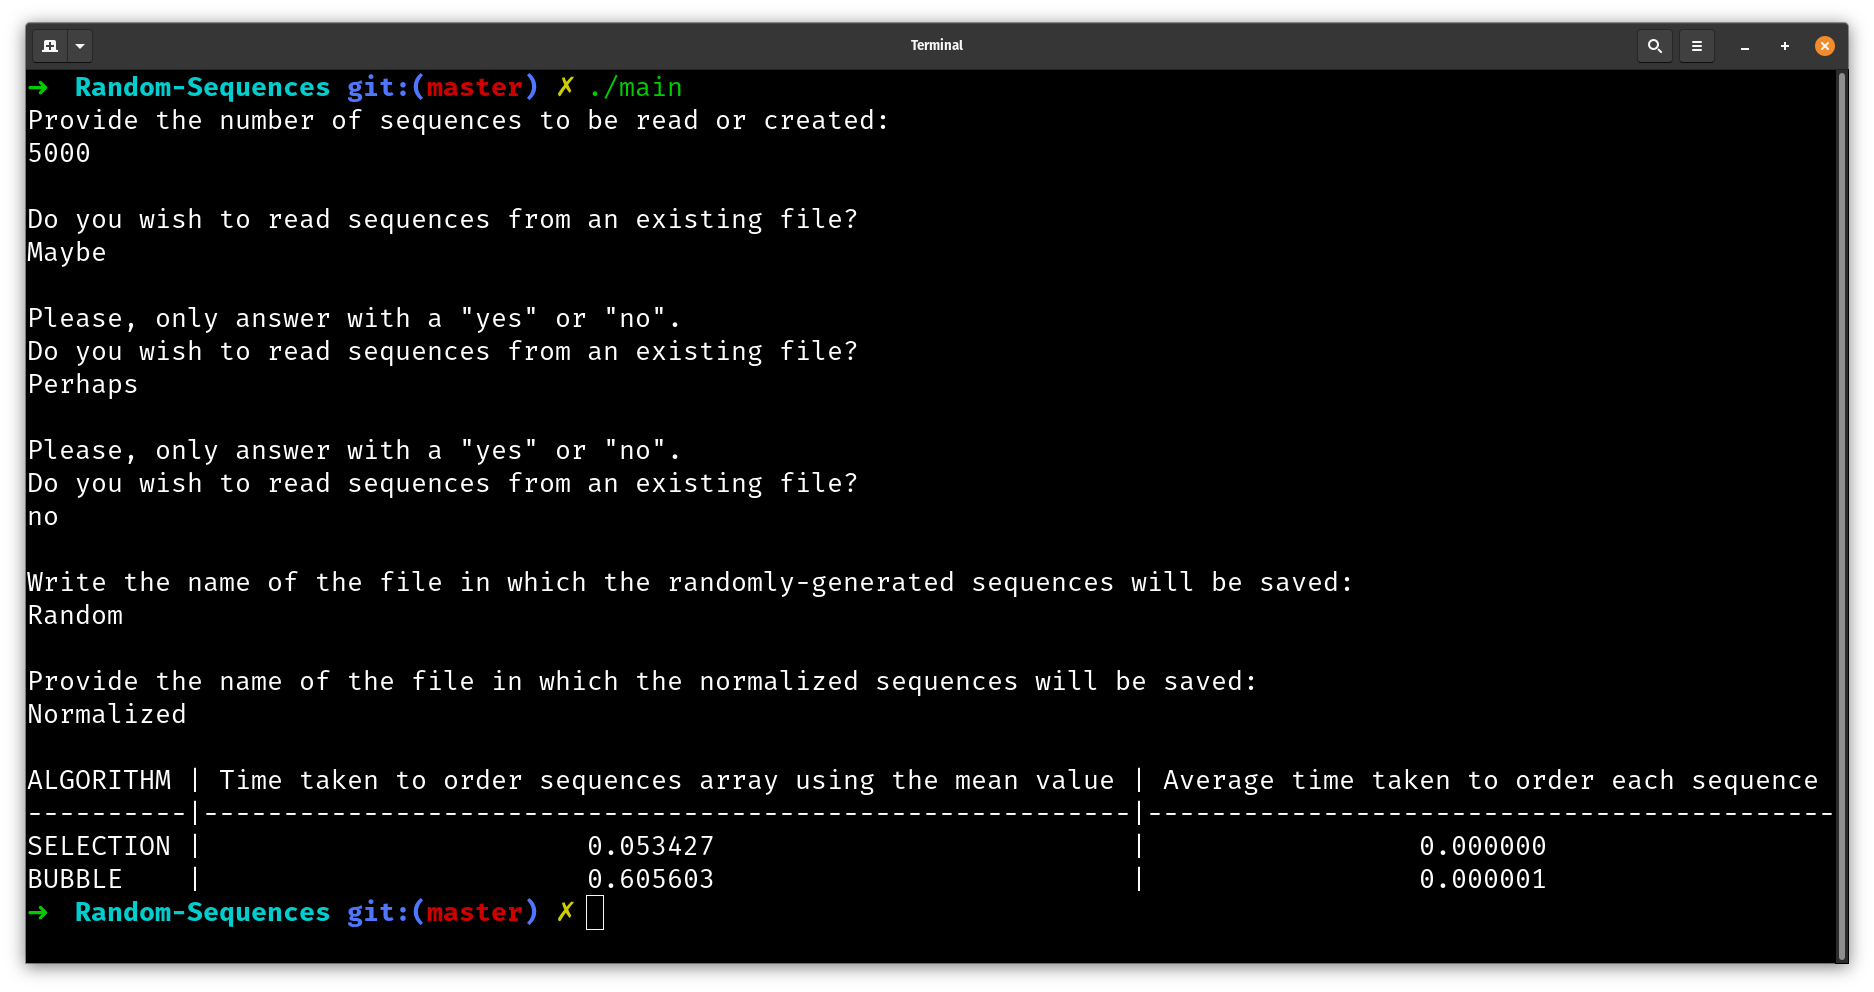 Terminal
➜  Random-Sequences git:(master) ✗ ./main
Provide the number of sequences to be read or created:
5000

Do you wish to read sequences from an existing file?
Maybe

Please, only answer with a "yes" or "no".
Do you wish to read sequences from an existing file?
Perhaps

Please, only answer with a "yes" or "no".
Do you wish to read sequences from an existing file?
no

Write the name of the file in which the randomly-generated sequences will be saved:
Random

Provide the name of the file in which the normalized sequences will be saved:
Normalized

ALGORITHM | Time taken to order sequences array using the mean value | Average time taken to order each sequence
----------|----------------------------------------------------------|-------------------------------------------
SELECTION |                        0.053427                          |                 0.000000
BUBBLE    |                        0.605603                          |                 0.000001
➜  Random-Sequences git:(master) ✗